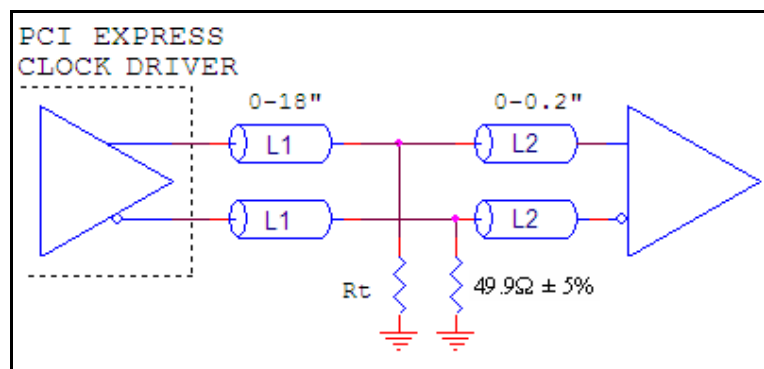 PCI EXPRESS
CLOCK DRIVER
0-18"
0-0.2"
L1
L2
L1
L2
Rt
49.9Ω ± 5%